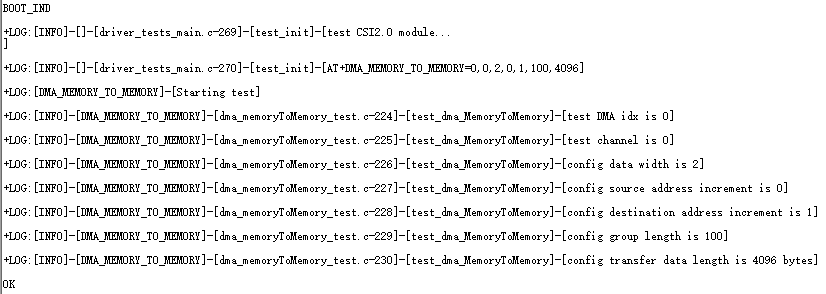 BOOT_IND
+LOG:[INFO]-[]-[driver_tests_main.c-269]-[test_init]-[test CSI2.0 module...
]
+LOG:[INFO]-[]-[driver_tests_main.c-270]-[test_init]-[AT+DMA_MEMORY_TO_MEMORY=0,0,2,0,1,100,4096]
+LOG:[DMA_MEMORY_TO_MEMORY]-[Starting test]
+LOG:[INFO]-[DMA_MEMORY_TO_MEMORY]-[dma_memoryToMemory_test.c-224]-[test_dma_MemoryToMemory]-[test DMA idx is 0]
+LOG:[INFO]-[DMA_MEMORY_TO_MEMORY]-[dma_memoryToMemory_test.c-225]-[test_dma_MemoryToMemory]-[test channel is 0]
+LOG:[INFO]-[DMA_MEMORY_TO_MEMORY]-[dma_memoryToMemory_test.c-226]-[test_dma_MemoryToMemory]-[config data width is 2]
+LOG:[INFO]-[DMA_MEMORY_TO_MEMORY]-[dma_memoryToMemory_test.c-227]-[test_dma_MemoryToMemory]-[config source address increment is 0]
+LOG:[INFO]-[DMA_MEMORY_TO_MEMORY]-[dma_memoryToMemory_test.c-228]-[test_dma_MemoryToMemory]-[config destination address increment is 1]
+LOG:[INFO]-[DMA_MEMORY_TO_MEMORY]-[dma_memoryToMemory_test.c-229]-[test_dma_MemoryToMemory]-[config group length is 100]
+LOG:[INFO]-[DMA_MEMORY_TO_MEMORY]-[dma_memoryToMemory_test.c-230]-[test_dma_MemoryToMemory]-[config transfer data length is 4096 bytes]
OK